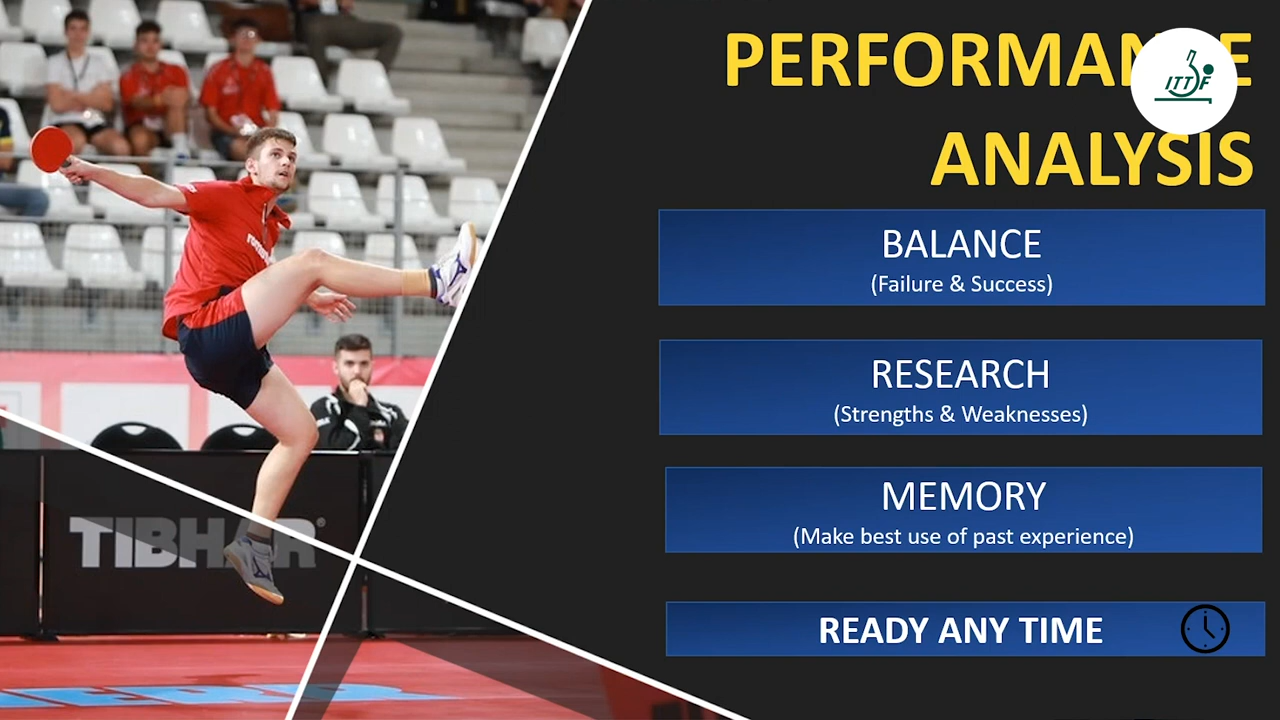 PERFORMANCE
ITTF
ANALYSIS
BALANCE
(Failure & Success)
RESEARCH
(Strengths & Weaknesses)
MEMORY
(Make best use of past experience)
READY ANY TIME
TIBHAR®